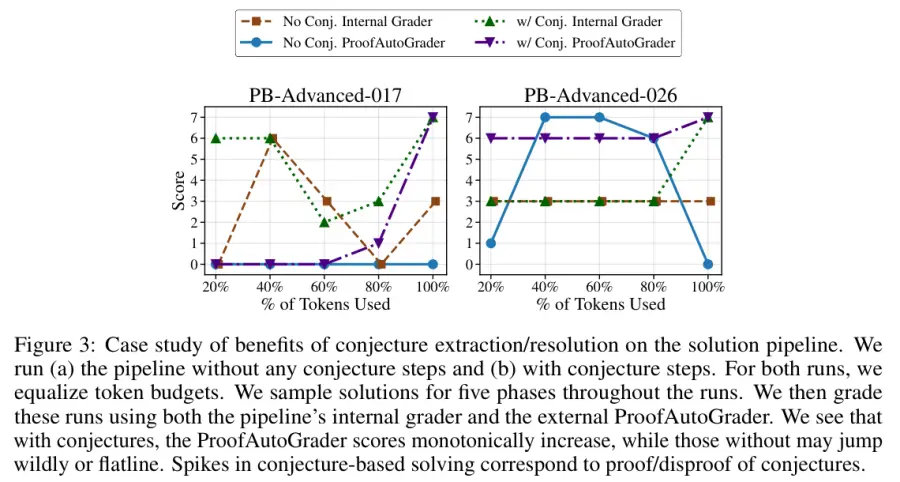 No Conj. Internal Grader
w/ Conj. Internal Grader
No Conj. ProofAutoGrader
w/ Conj. ProofAutoGrader
PB-Advanced-017
PB-Advanced-026
Score
7
6
5
4
3
2
1
0
20% 40% 60% 80% 100%
% of Tokens Used
7
6
5
4
3
2
1
0
20% 40% 60% 80% 100%
% of Tokens Used
Figure 3: Case study of benefits of conjecture extraction/resolution on the solution pipeline. We
run (a) the pipeline without any conjecture steps and (b) with conjecture steps. For both runs, we
equalize token budgets. We sample solutions for five phases throughout the runs. We then grade
these runs using both the pipeline's internal grader and the external ProofAutoGrader. We see that
with conjectures, the ProofAutoGrader scores monotonically increase, while those without may jump
wildly or flatline. Spikes in conjecture-based solving correspond to proof/disproof of conjectures.